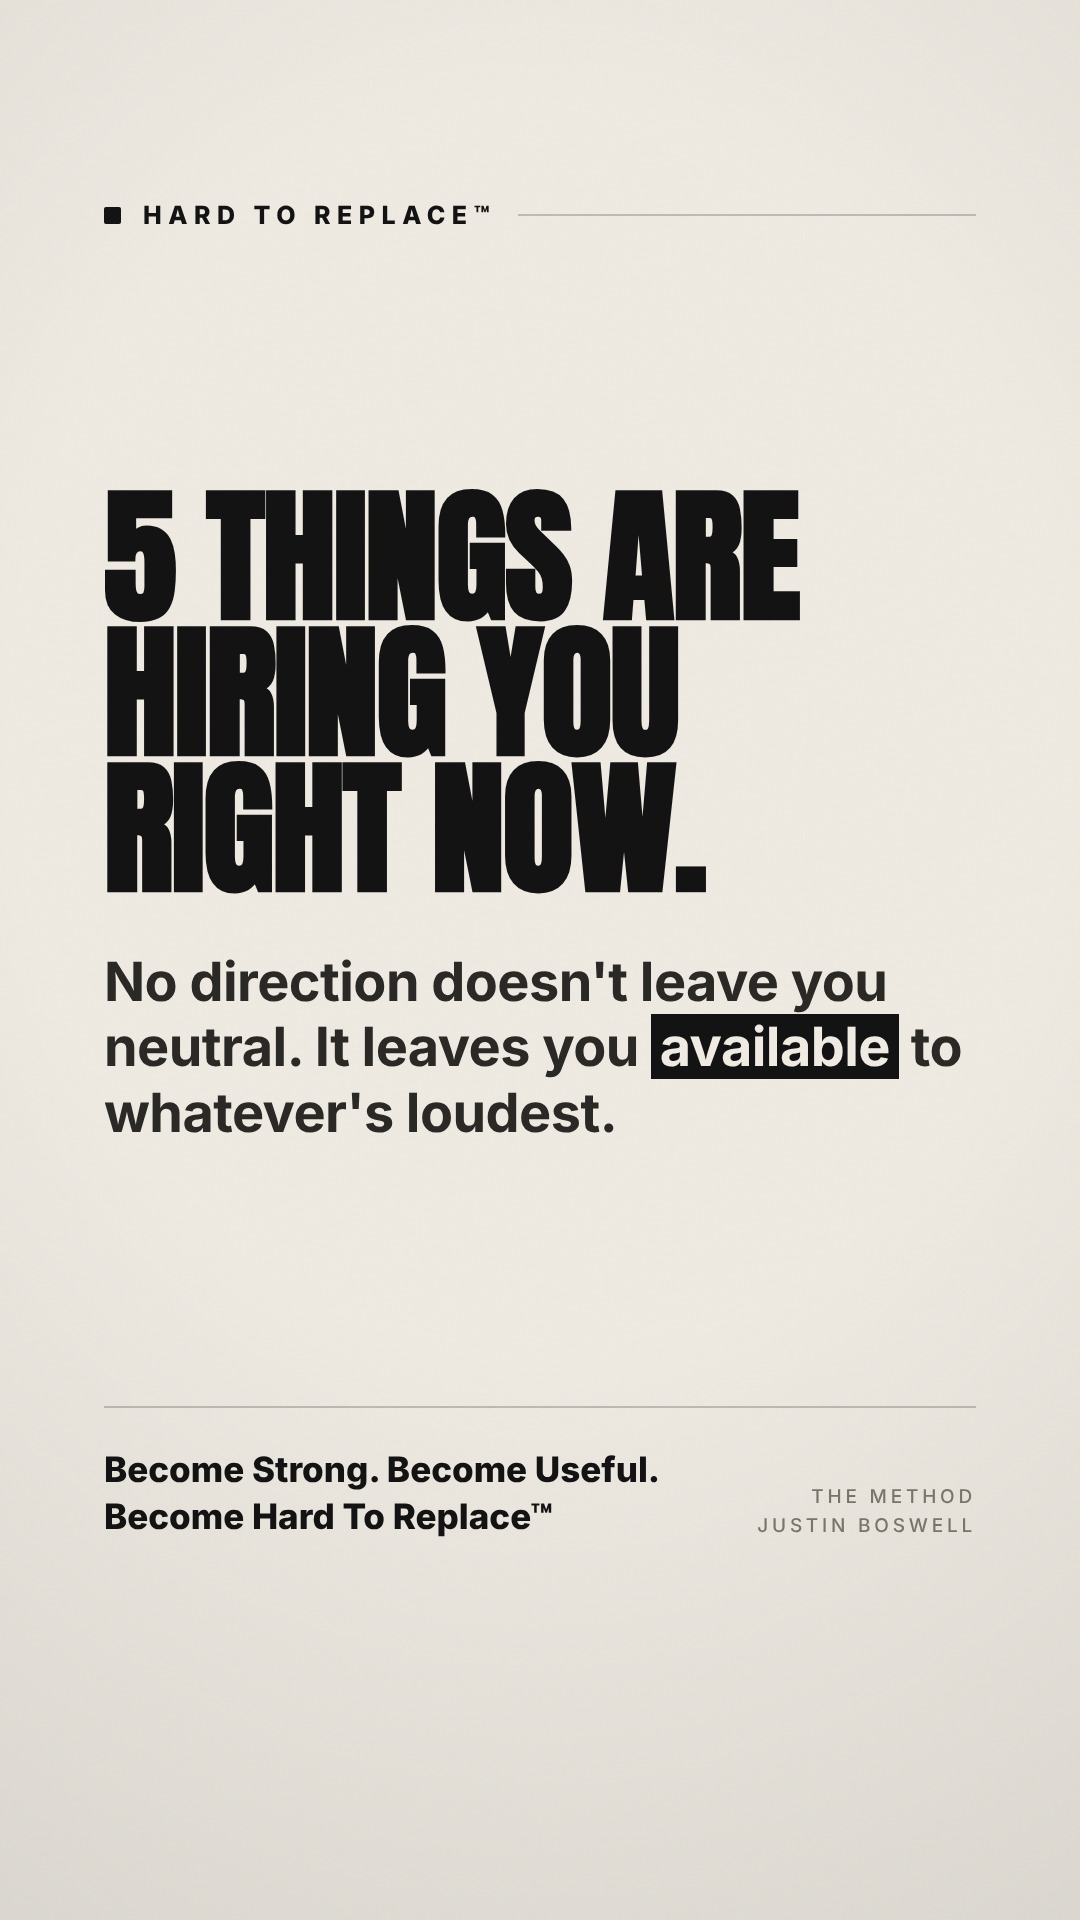 HARD TO REPLACE™
5 THINGS ARE
HIRING YOU
RIGHT NOW.
No direction doesn't leave you
neutral. It leaves you available to
whatever's loudest.
Become Strong. Become Useful.
Become Hard To Replace™
THE METHOD
JUSTIN BOSWELL